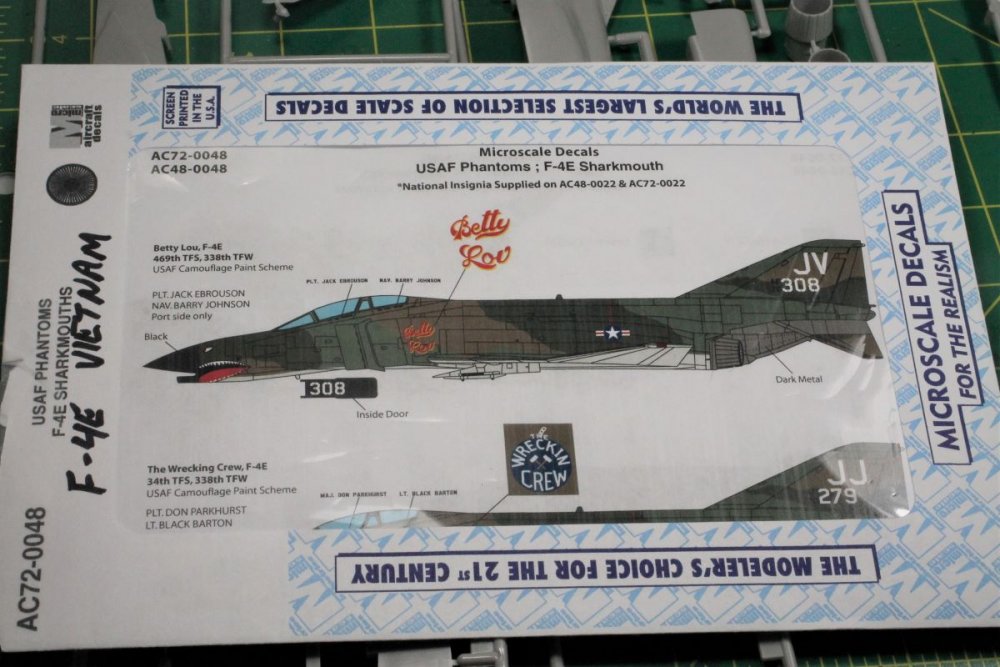 SCREEN
PRINTED
IN THE
U.S.A.
THE WORLD'S LARGEST SELECTION OF SCALE DECALS
aircraft
decals
AC72-0048
AC48-0048
Microscale Decals
USAF Phantoms ; F-4E Sharkmouth
*National Insignia Supplied on AC48-0022 & AC72-0022
Betty
Lov
Betty Lou, F-4E
469th TFS, 338th TFW
USAF Camouflage Paint Scheme
PLT. JACK EBROUSON
NAV. BARRY JOHNSON
Port side only
PLT. JACK EBROUSON NAV. BARRY JOHNSON
Black
Betty
Lov
JV
308
308
Inside Door
Dark Metal
The Wrecking Crew, F-4E
34th TFS, 338th TFW
USAF Camouflage Paint Scheme
PLT. DON PARKHURST
LT. BLACK BARTON
MAJ. DON PARKHURST LT. BLACK BARTON
THE
WRECKIN
CREW
JJ
279
MICROSCALE DECALS
FOR THE REALISM
THE MODELER'S CHOICE FOR THE 21ST CENTURY
AC72-0048
USAF PHANTOMS
F-4E SHARKMOUTHS
F-4E VIETNAM